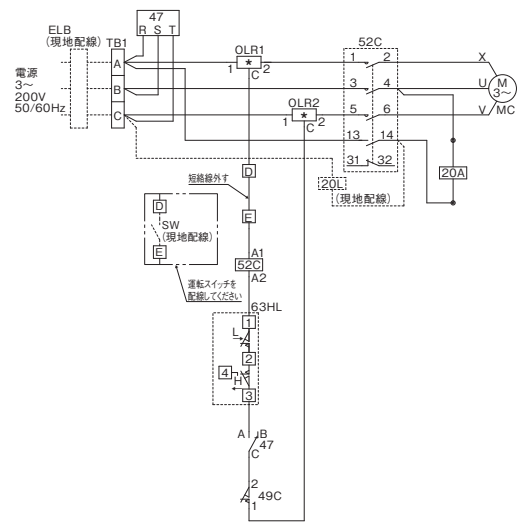 47
R S T
ELB
(現地配線)
TB1
電源
3~
200V
50/60Hz
A
B
C
OLR1
1 * 2
C
OLR2
1 * 2
C
52C
1 2
3 4
5 6
13 14
31 32
X
U
V
M
3~
MC
20A
20L
(現地配線)
D
短絡線外す
E
D
SW
(現地配線)
E
運転スイッチを
配線してください
A1
52C
A2
63HL
1
L
2
4
H
3
A B
47
C
2
49C
1